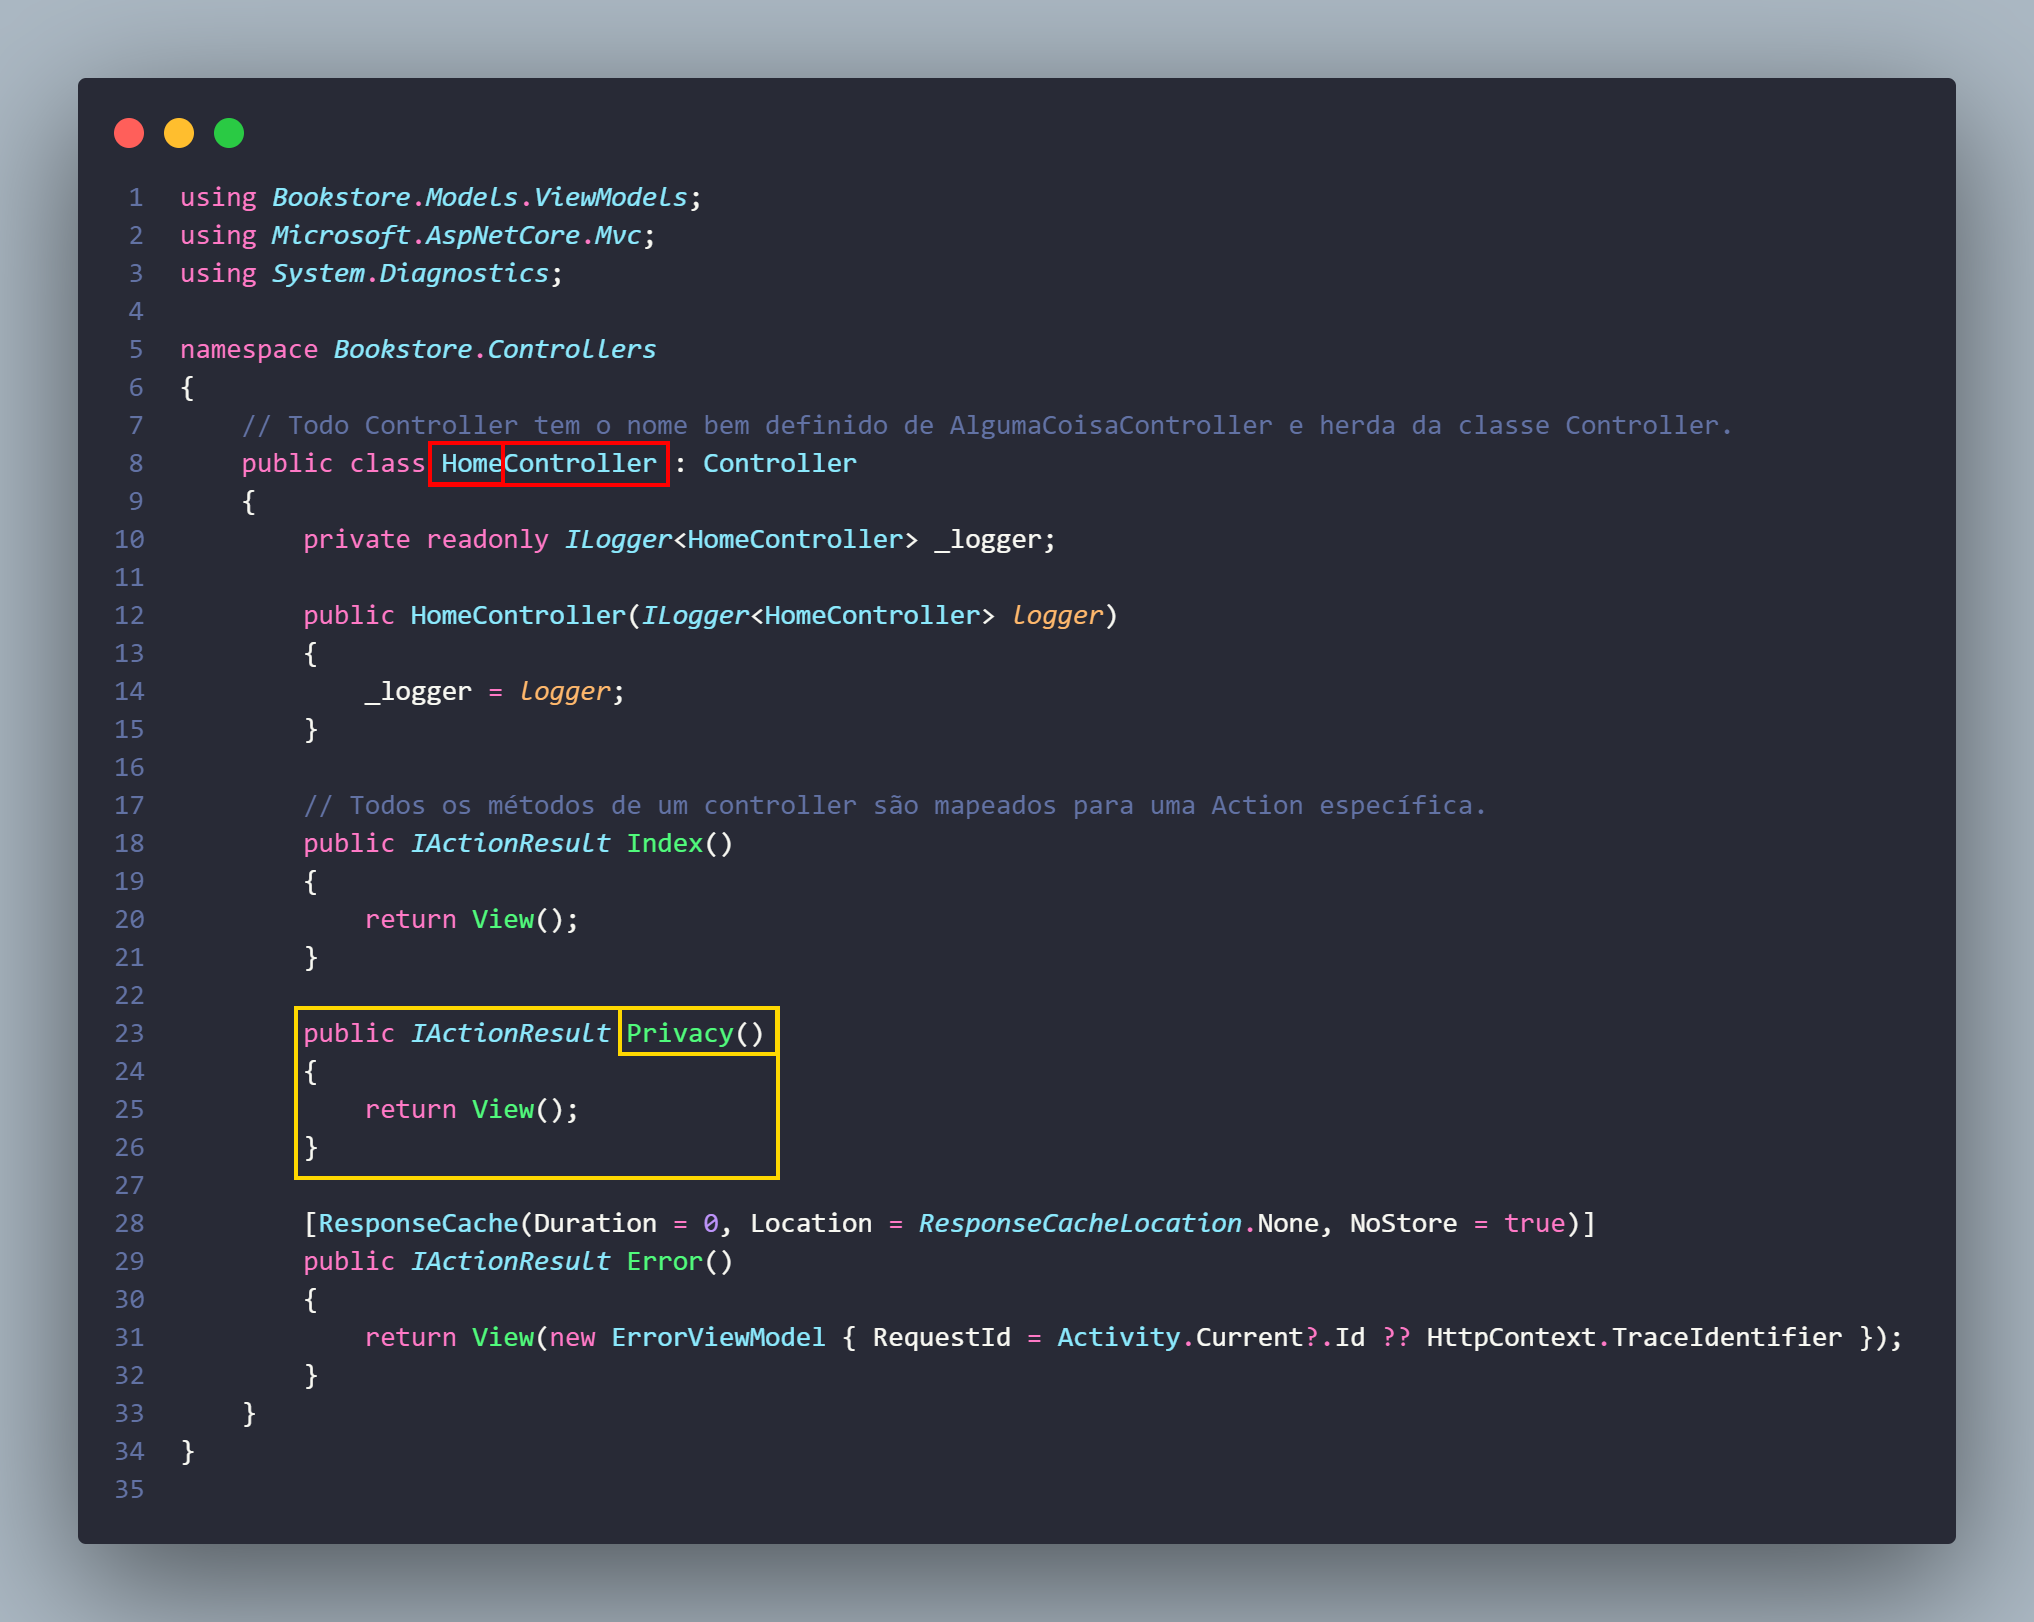 1 using Bookstore.Models.ViewModels;
2 using Microsoft.AspNetCore.Mvc;
3 using System.Diagnostics;
4
5 namespace Bookstore.Controllers
6 {
7     // Todo Controller tem o nome bem definido de AlgumaCoisaController e herda da classe Controller.
8     public class HomeController : Controller
9     {
10         private readonly ILogger<HomeController> _logger;
11
12         public HomeController(ILogger<HomeController> logger)
13         {
14             _logger = logger;
15         }
16
17         // Todos os métodos de um controller são mapeados para uma Action específica.
18         public IActionResult Index()
19         {
20             return View();
21         }
22
23         public IActionResult Privacy()
24         {
25             return View();
26         }
27
28         [ResponseCache(Duration = 0, Location = ResponseCacheLocation.None, NoStore = true)]
29         public IActionResult Error()
30         {
31             return View(new ErrorViewModel { RequestId = Activity.Current?.Id ?? HttpContext.TraceIdentifier });
32         }
33     }
34 }
35